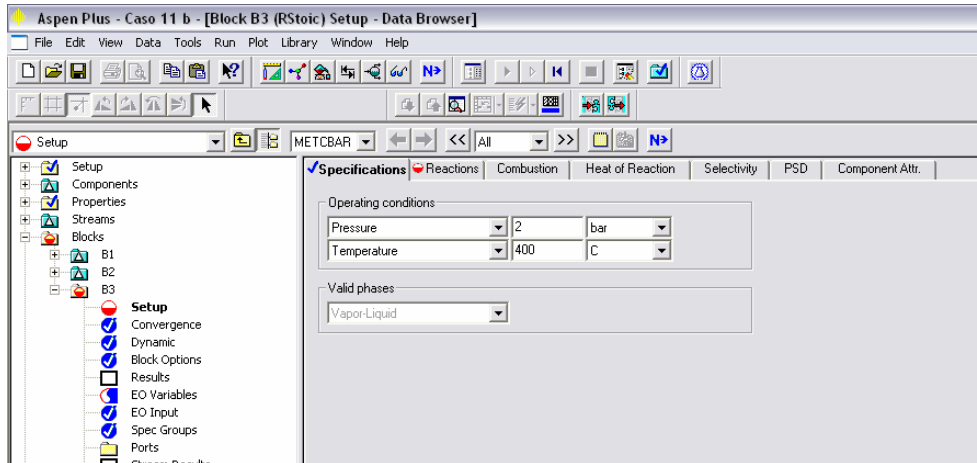 Aspen Plus - Caso 11 b - [Block B3 (RStoic) Setup - Data Browser]
File Edit View Data Tools Run Plot Library Window Help
N>
Setup METCBAR << All >> N>
Setup
Components
Properties
Streams
Blocks
B1
B2
B3
Setup
Convergence
Dynamic
Block Options
Results
EO Variables
EO Input
Spec Groups
Ports
Stream Results
Specifications Reactions Combustion Heat of Reaction Selectivity PSD Component Attr.
Operating conditions
Pressure 2 bar
Temperature 400 C
Valid phases
Vapor-Liquid